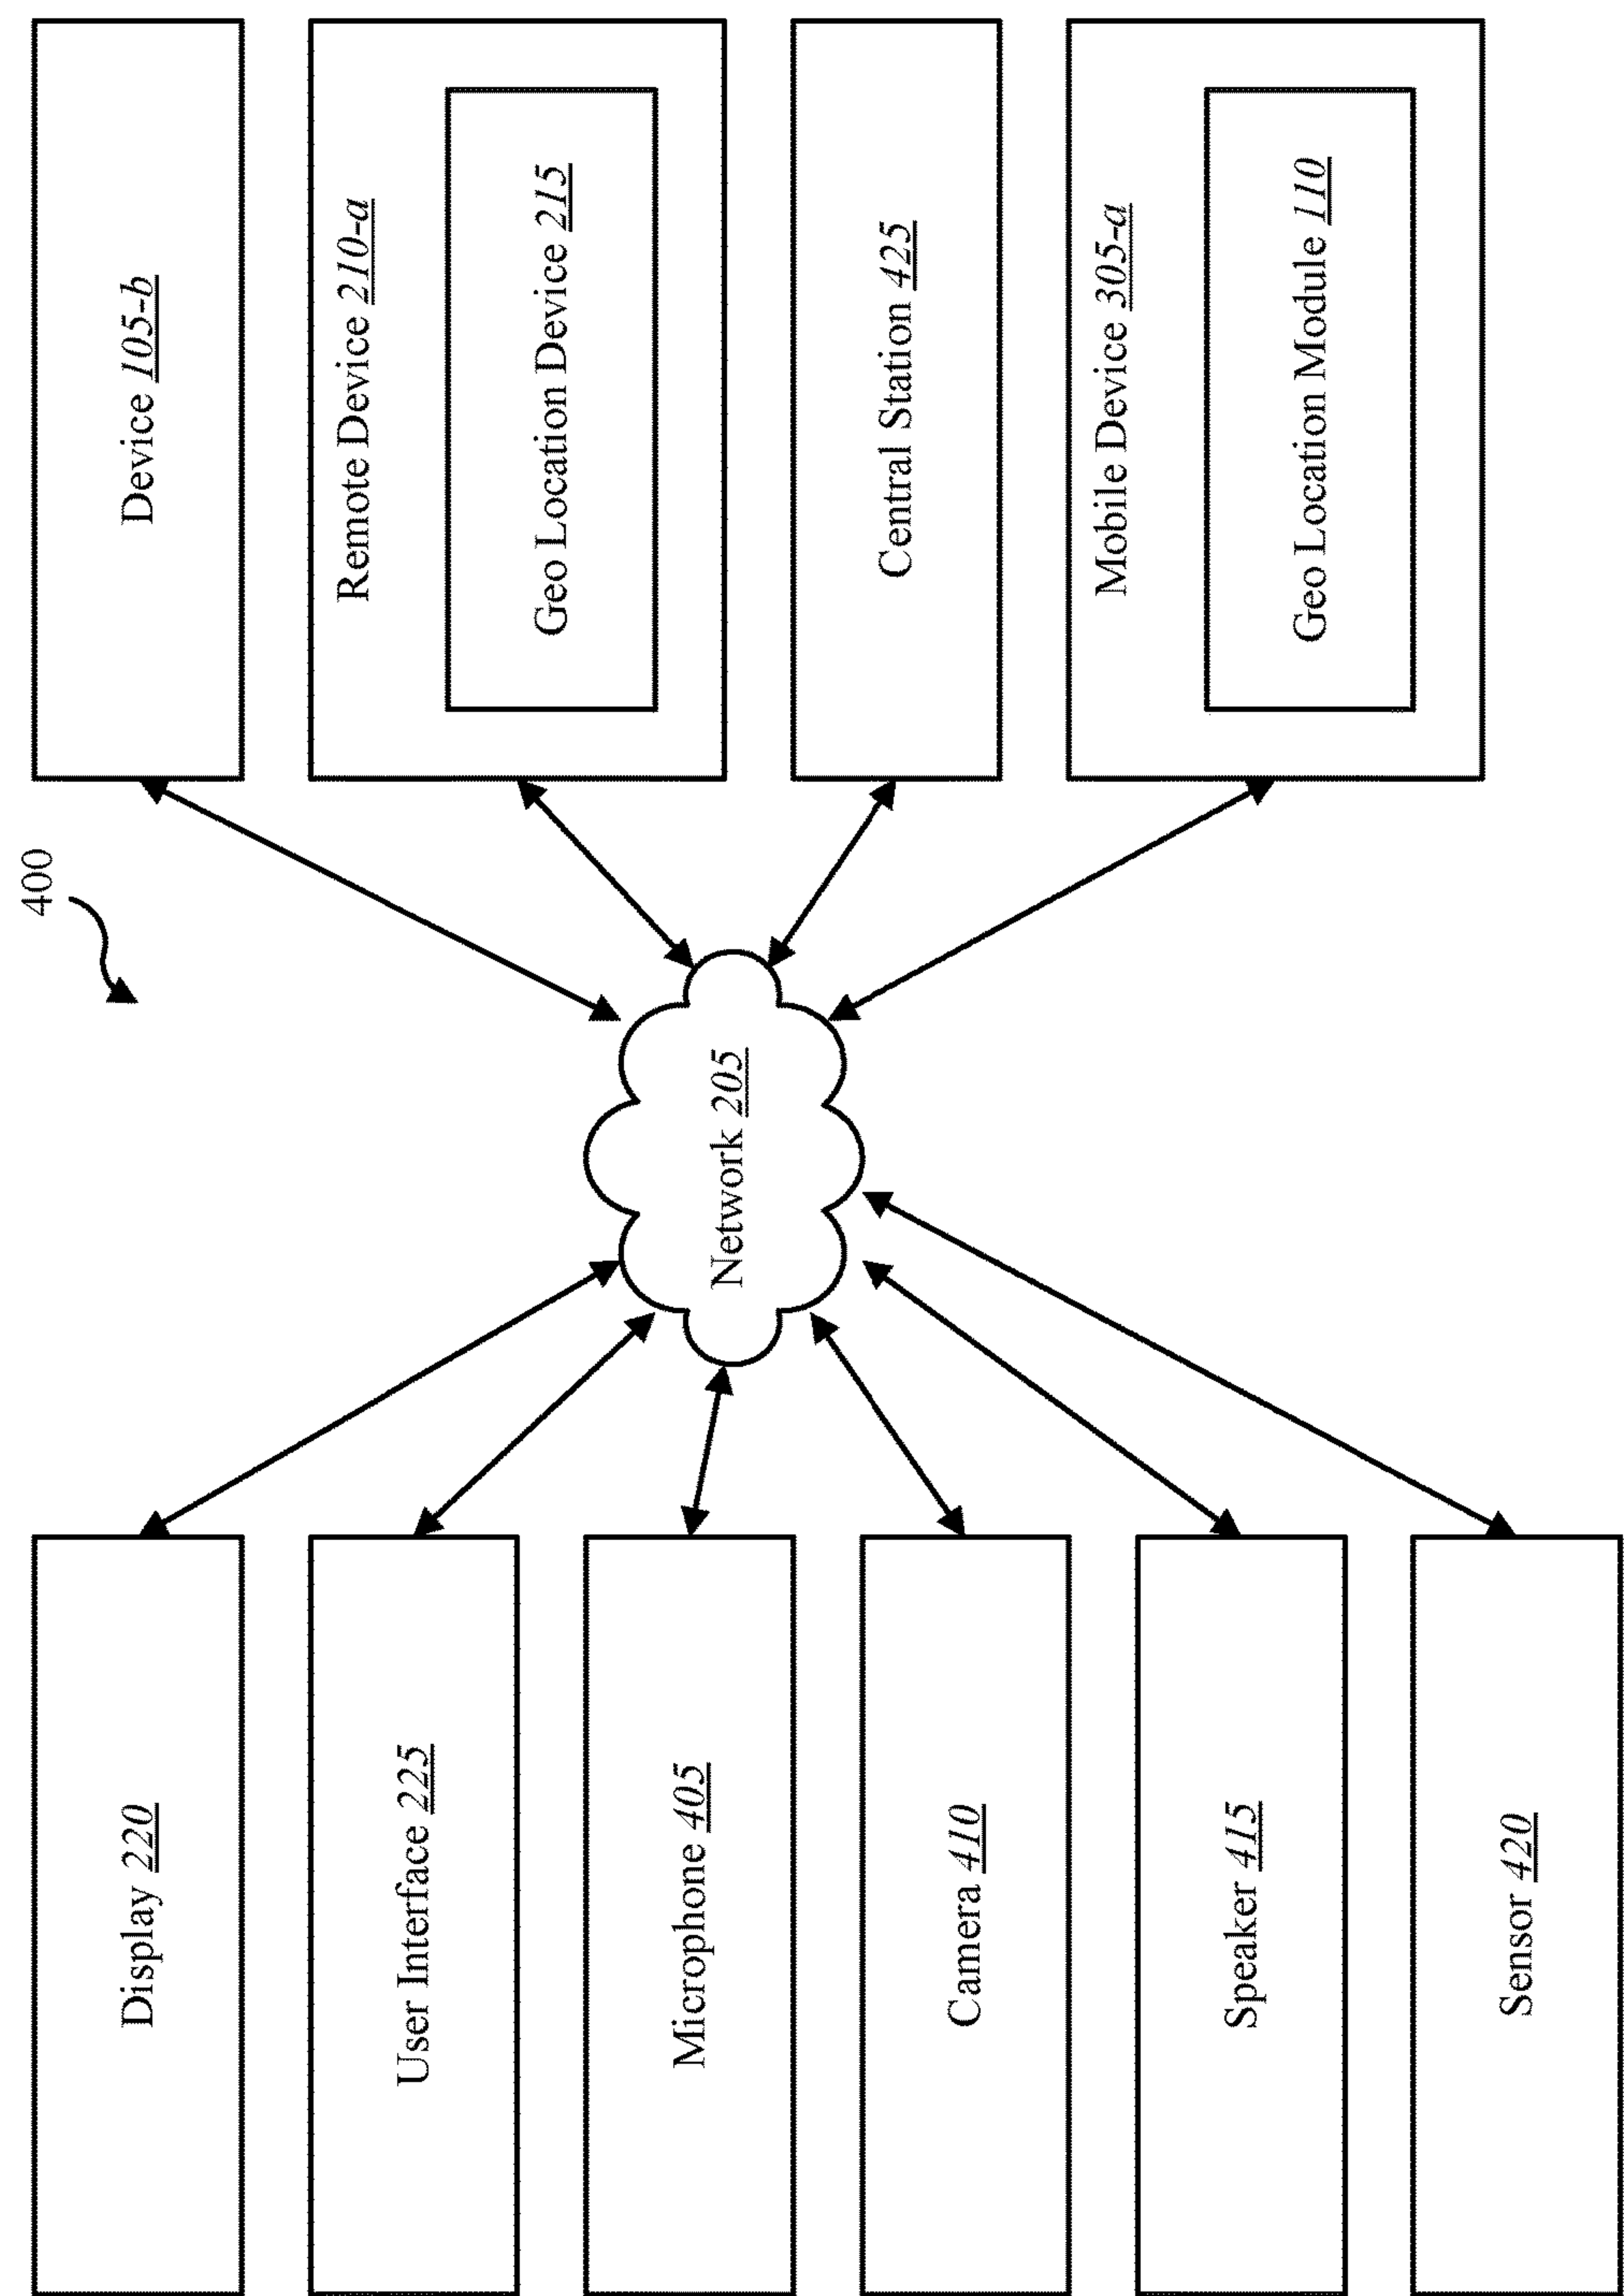 400
Display 220
User Interface 225
Microphone 405
Camera 410
Speaker 415
Sensor 420
Network 205
Device 105-b
Remote Device 210-a
Geo Location Device 215
Central Station 425
Mobile Device 305-a
Geo Location Module 110